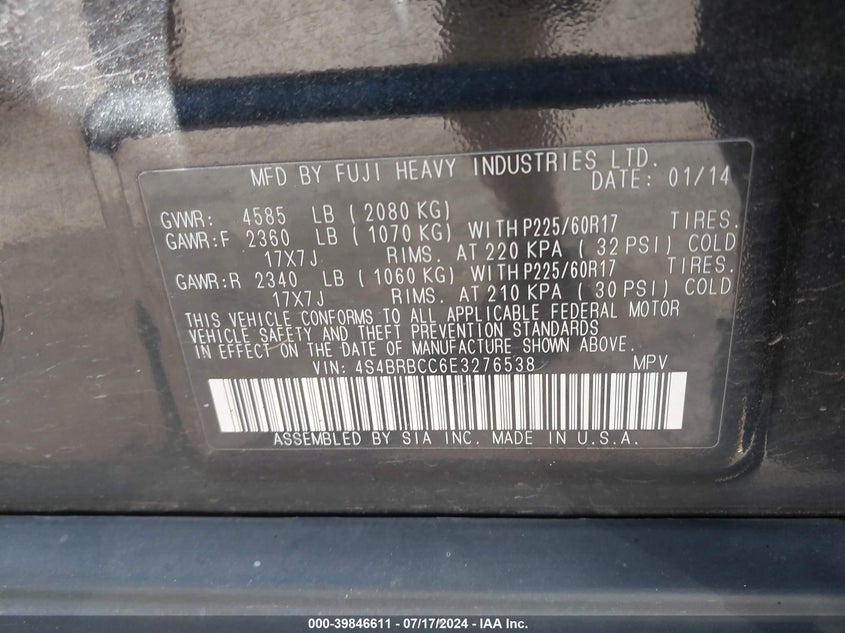 MFD BY FUJI HEAVY INDUSTRIES LTD.
DATE: 01/14
GVWR: 4585 LB ( 2080 KG)
GAWR:F 2360 LB ( 1070 KG) WITH P225/60R17 TIRES.
17X7J RIMS. AT 220 KPA ( 32 PSI) COLD
GAWR:R 2340 LB ( 1060 KG) WITH P225/60R17 TIRES.
17X7J RIMS. AT 210 KPA ( 30 PSI) COLD
THIS VEHICLE CONFORMS TO ALL APPLICABLE FEDERAL MOTOR
VEHICLE SAFETY AND THEFT PREVENTION STANDARDS
IN EFFECT ON THE DATE OF MANUFACTURE SHOWN ABOVE.
VIN: 4S4BRBCC6E3276538 MPV
ASSEMBLED BY SIA INC. MADE IN U.S.A.
000-39846611 - 07/17/2024 - IAA Inc.